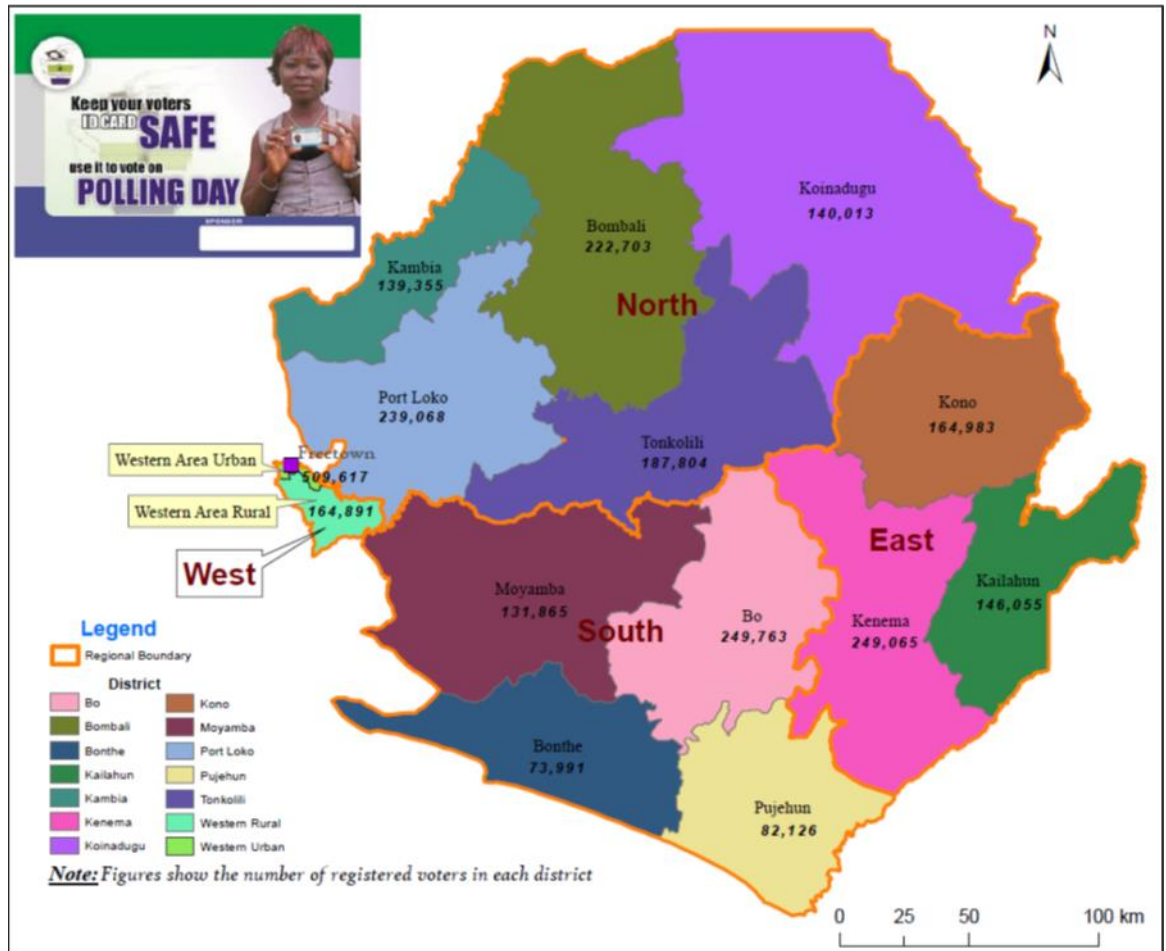 Keep your voters
ID CARD SAFE
use it to vote on
POLLING DAY
SPONSOR
N
Koinadugu
140,013
Bombali
222,703
Kambia
139,355
North
Port Loko
239,068
Kono
164,983
Tonkolili
187,804
Western Area Urban
Freetown
509,617
Western Area Rural
164,891
West
East
Kailahun
146,055
Moyamba
131,865
South
Bo
249,763
Kenema
249,065
Bonthe
73,991
Pujehun
82,126
Legend
Regional Boundary
District
Bo
Bombali
Bonthe
Kailahun
Kambia
Kenema
Koinadugu
Kono
Moyamba
Port Loko
Pujehun
Tonkolili
Western Rural
Western Urban
Note: Figures show the number of registered voters in each district
0 25 50 100 km